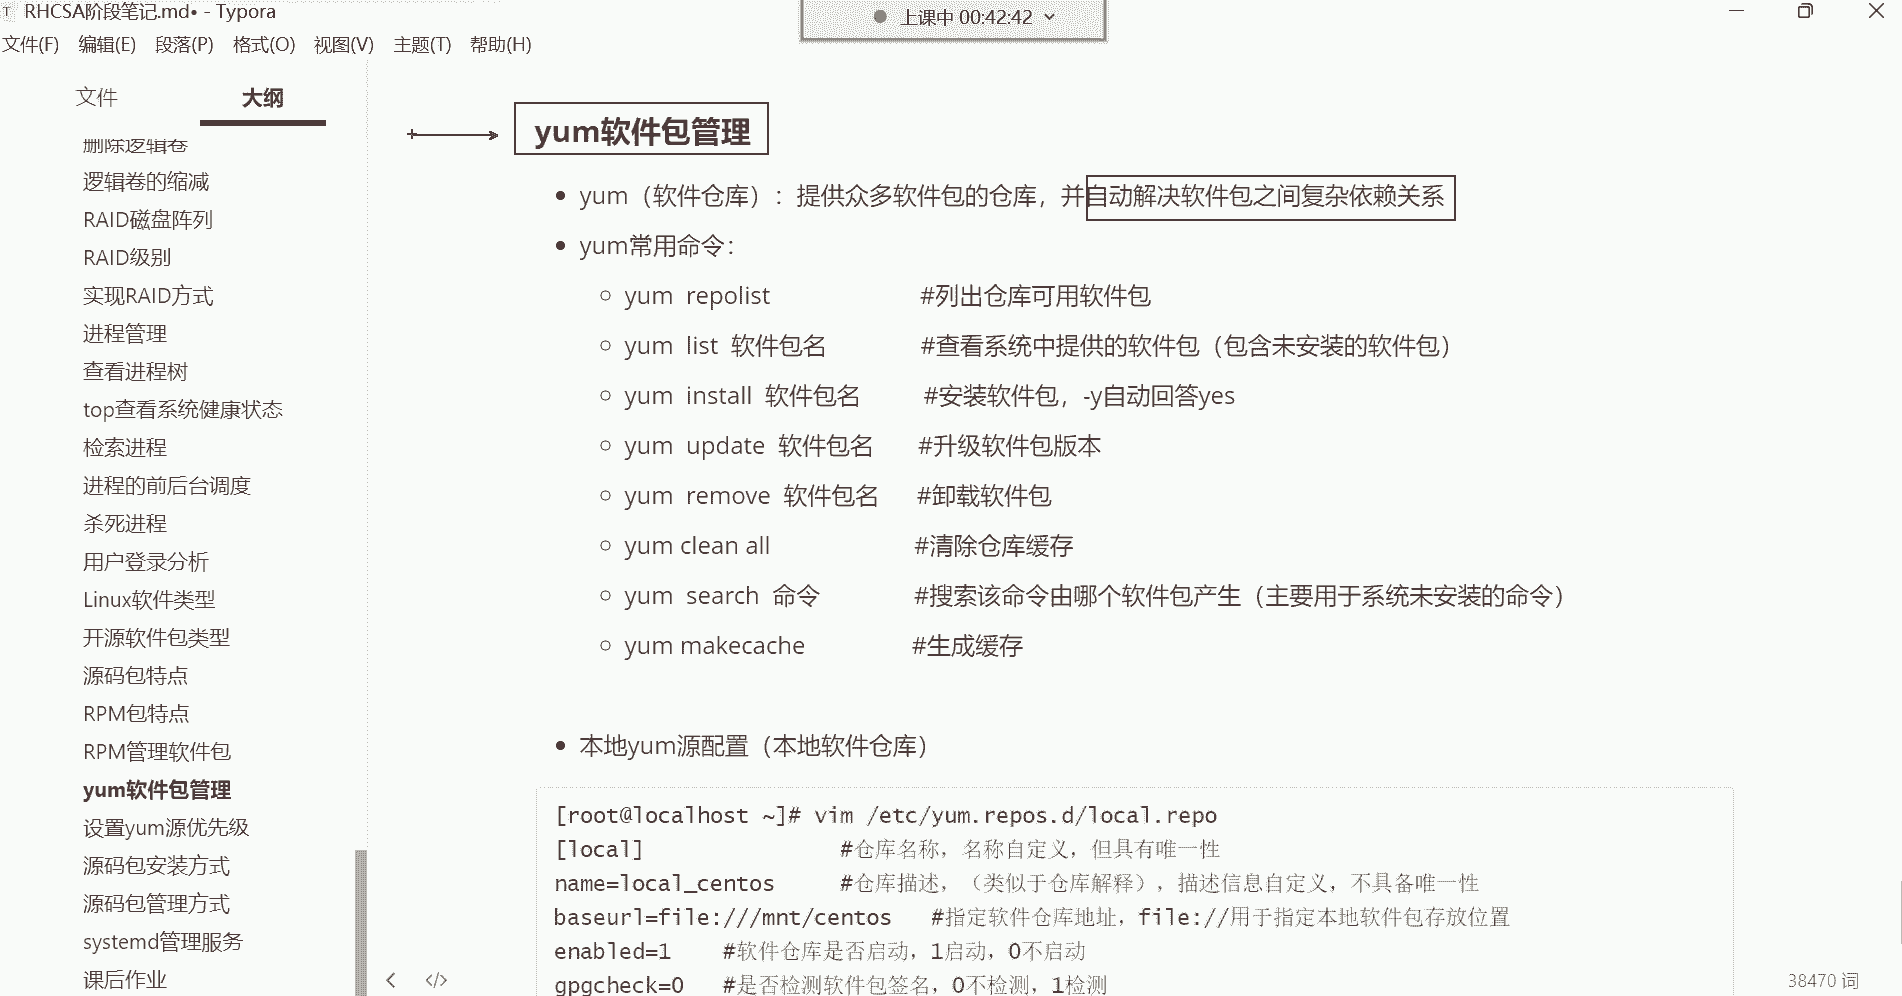 RHCSA阶段笔记.md• - Typora
上课中 00:42:42
文件(F) 编辑(E) 段落(P) 格式(O) 视图(V) 主题(T) 帮助(H)
文件 大纲
删除逻辑卷
逻辑卷的缩减
RAID磁盘阵列
RAID级别
实现RAID方式
进程管理
查看进程树
top查看系统健康状态
检索进程
进程的前后台调度
杀死进程
用户登录分析
Linux软件类型
开源软件包类型
源码包特点
RPM包特点
RPM管理软件包
yum软件包管理
设置yum源优先级
源码包安装方式
源码包管理方式
systemd管理服务
课后作业
yum软件包管理
yum（软件仓库）：提供众多软件包的仓库，并自动解决软件包之间复杂依赖关系
yum常用命令：
yum repolist #列出仓库可用软件包
yum list 软件包名 #查看系统中提供的软件包（包含未安装的软件包）
yum install 软件包名 #安装软件包，-y自动回答yes
yum update 软件包名 #升级软件包版本
yum remove 软件包名 #卸载软件包
yum clean all #清除仓库缓存
yum search 命令 #搜索该命令由哪个软件包产生（主要用于系统未安装的命令）
yum makecache #生成缓存
本地yum源配置（本地软件仓库）
[root@localhost ~]# vim /etc/yum.repos.d/local.repo
[local] #仓库名称，名称自定义，但具有唯一性
name=local_centos #仓库描述，（类似于仓库解释），描述信息自定义，不具备唯一性
baseurl=file:///mnt/centos #指定软件仓库地址，file://用于指定本地软件包存放位置
enabled=1 #软件仓库是否启动，1启动，0不启动
gpgcheck=0 #是否检测软件包签名，0不检测，1检测
38470 词